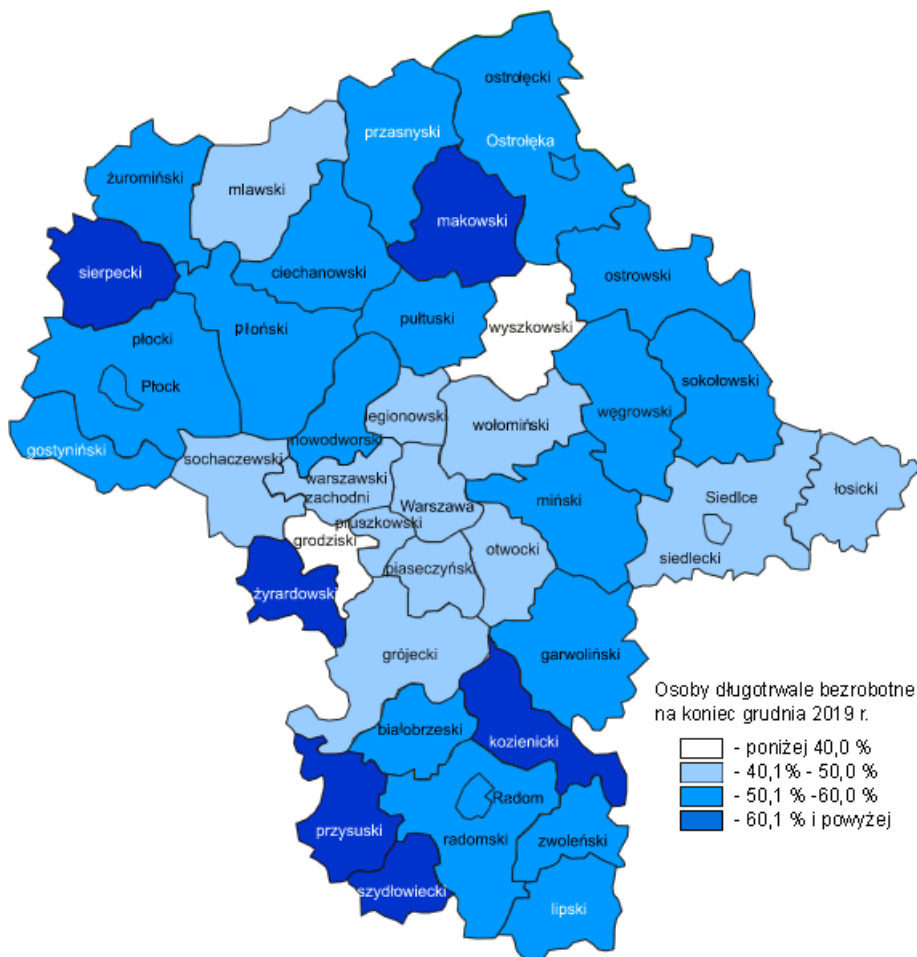 ostrołęcki
przasnyski
Ostrołęka
żuromiński
mlawski
makowski
sierpecki
ciechanowski
ostrowski
pułtuski
płoński
wyszkowski
płocki
Płock
sokołowski
węgrowski
legionowski
wołomiński
nowodworski
gostyniński
sochaczewski
warszawski
zachodni
Warszawa
miński
Siedlce
łosicki
pruszkowski
grodziski
otwocki
siedlecki
piaseczyński
żyrardowski
grójecki
garwoliński
białobrzeski
kozienicki
Radom
przysuski
radomski
zwoleński
szydłowiecki
lipski
Osoby długotrwale bezrobotne
na koniec grudnia 2019 r.
- poniżej 40,0 %
- 40,1% - 50,0 %
- 50,1 % -60,0 %
- 60,1 % i powyżej